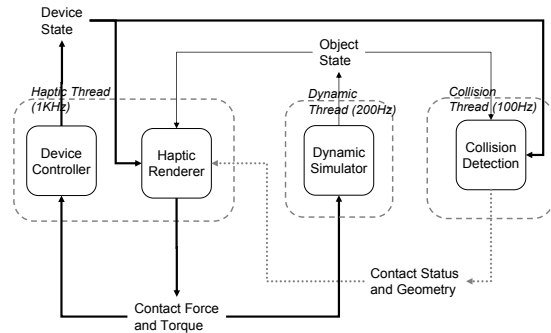 Device
State
Object
State
Haptic Thread
(1KHz)
Dynamic
Thread (200Hz)
Collision
Thread (100Hz)
Device
Controller
Haptic
Renderer
Dynamic
Simulator
Collision
Detection
Contact Status
and Geometry
Contact Force
and Torque